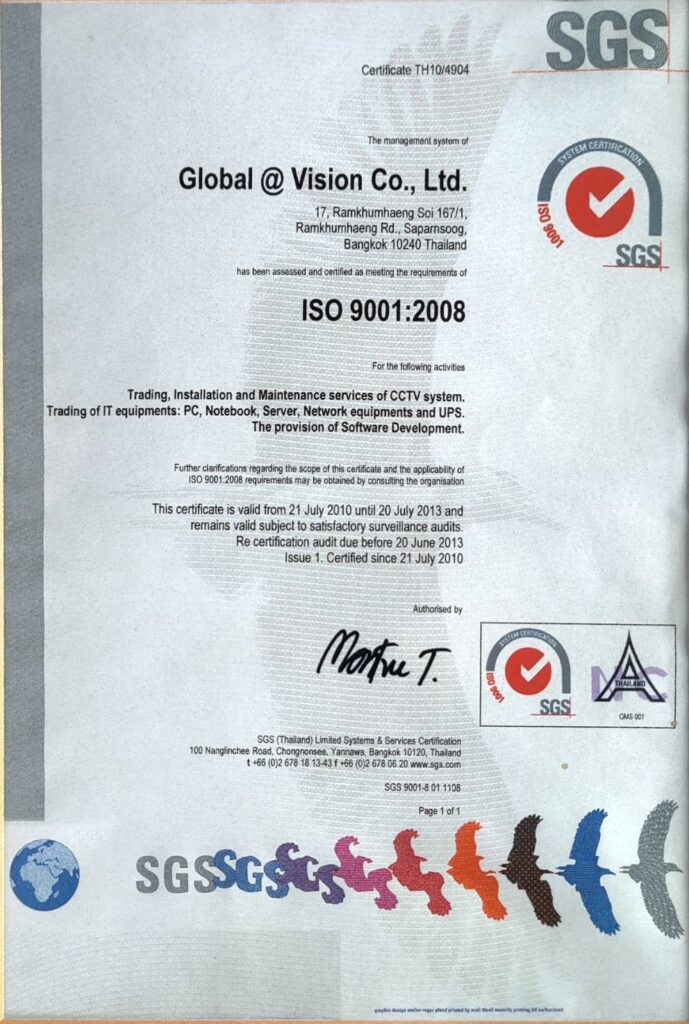 SGS
Certificate TH10/4904
The management system of
Global @ Vision Co., Ltd.
17, Ramkhumhaeng Soi 167/1,
Ramkhumhaeng Rd., Saparnsoog,
Bangkok 10240 Thailand
SYSTEM CERTIFICATION
ISO 9001
SGS
has been assessed and certified as meeting the requirements of
ISO 9001:2008
For the following activities
Trading, Installation and Maintenance services of CCTV system.
Trading of IT equipments: PC, Notebook, Server, Network equipments and UPS.
The provision of Software Development.
Further clarifications regarding the scope of this certificate and the applicability of
ISO 9001:2008 requirements may be obtained by consulting the organisation
This certificate is valid from 21 July 2010 until 20 July 2013 and
remains valid subject to satisfactory surveillance audits.
Re certification audit due before 20 June 2013
Issue 1. Certified since 21 July 2010
Authorised by
SYSTEM CERTIFICATION
ISO 9001
SGS
NAC
THAILAND
QMS 001
SGS (Thailand) Limited Systems & Services Certification
100 Nanglinchee Road, Chongnonsee, Yannawa, Bangkok 10120, Thailand
t +66 (0)2 678 18 13-43 f +66 (0)2 678 06 20 www.sgs.com
SGS 9001-8 01 1108
Page 1 of 1
SGS SGS SGS